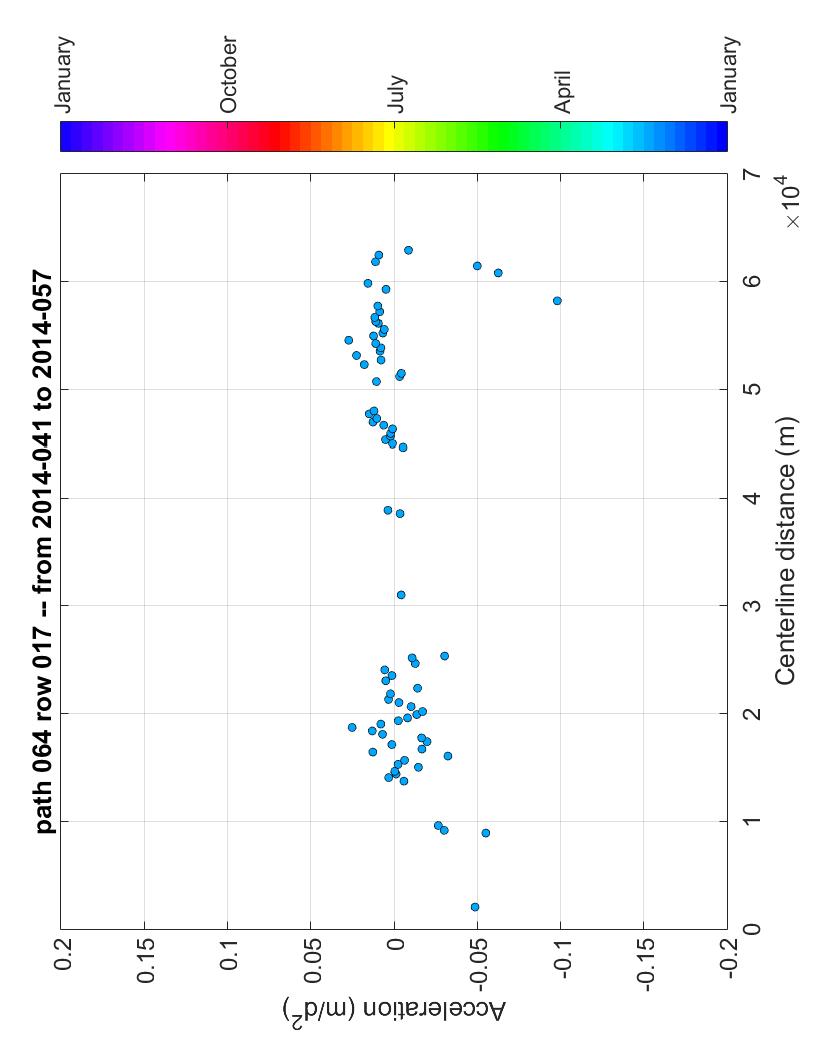 path 064 row 017 -- from 2014-041 to 2014-057
January
October
July
April
January
0.2
0.15
0.1
0.05
0
-0.05
-0.1
-0.15
-0.2
Acceleration (m/d²)
0
1
2
3
4
5
6
7
×10⁴
Centerline distance (m)